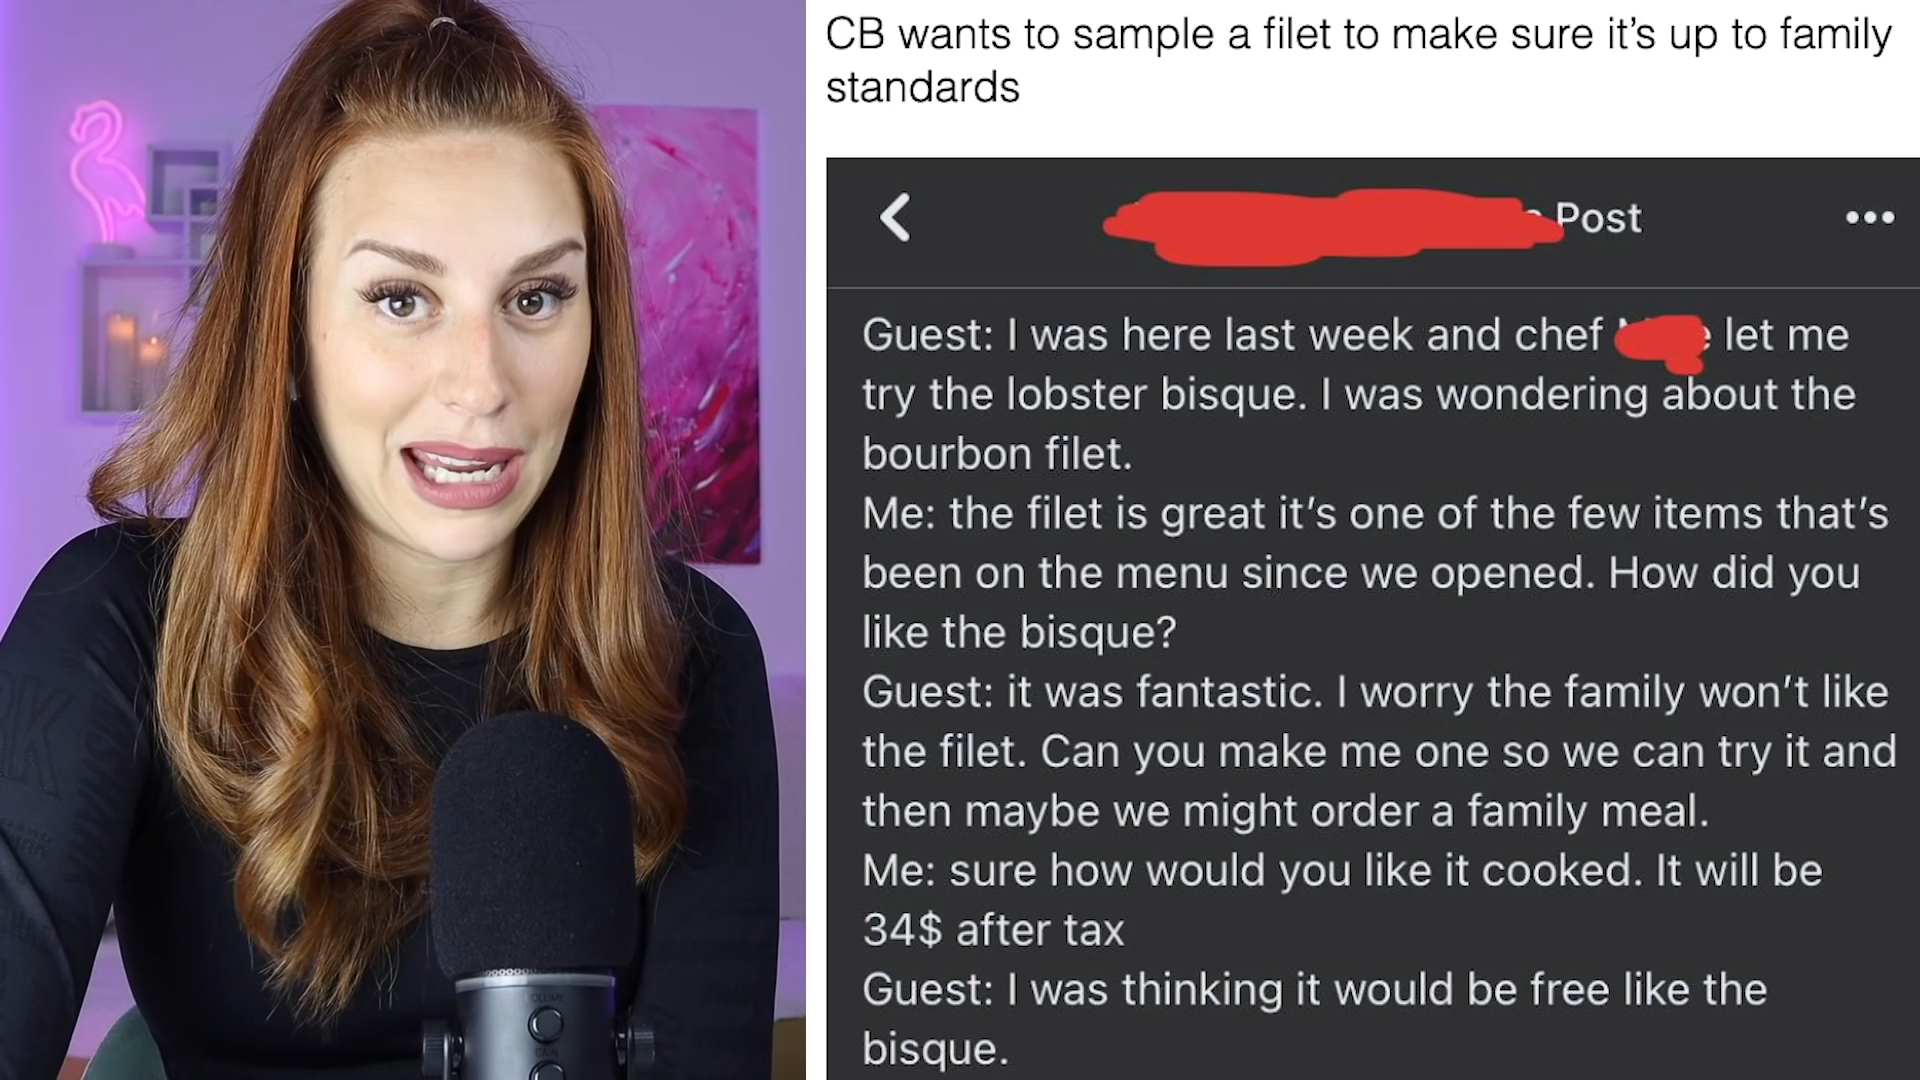 CB wants to sample a filet to make sure it’s up to family
standards
Post
Guest: I was here last week and chef let me
try the lobster bisque. I was wondering about the
bourbon filet.
Me: the filet is great it’s one of the few items that’s
been on the menu since we opened. How did you
like the bisque?
Guest: it was fantastic. I worry the family won’t like
the filet. Can you make me one so we can try it and
then maybe we might order a family meal.
Me: sure how would you like it cooked. It will be
34$ after tax
Guest: I was thinking it would be free like the
bisque.
VOLUME
GAIN